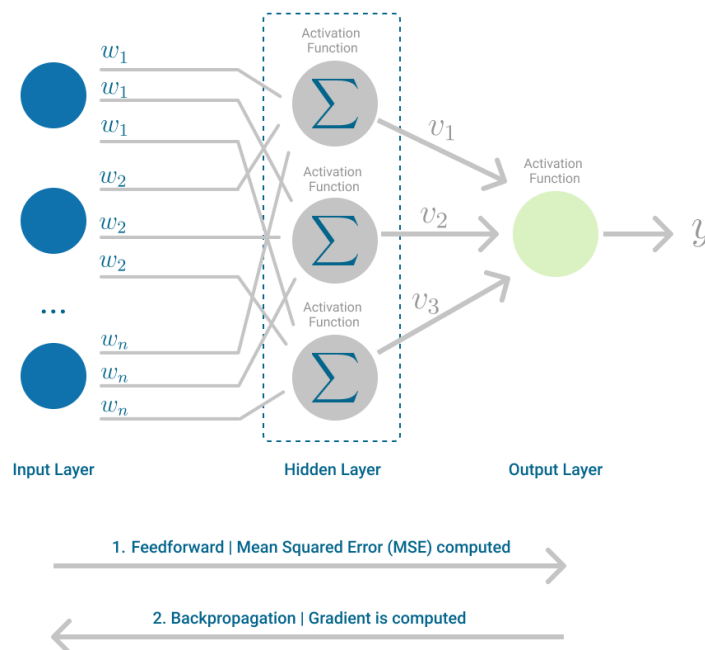 Activation
Function
w₁
w₁
w₁
∑
v₁
Activation
Function
w₂
Activation
Function
w₂
v₂
∑
y
w₂
v₃
...
Activation
Function
wₙ
wₙ
∑
wₙ
Input Layer
Hidden Layer
Output Layer
1. Feedforward | Mean Squared Error (MSE) computed
2. Backpropagation | Gradient is computed